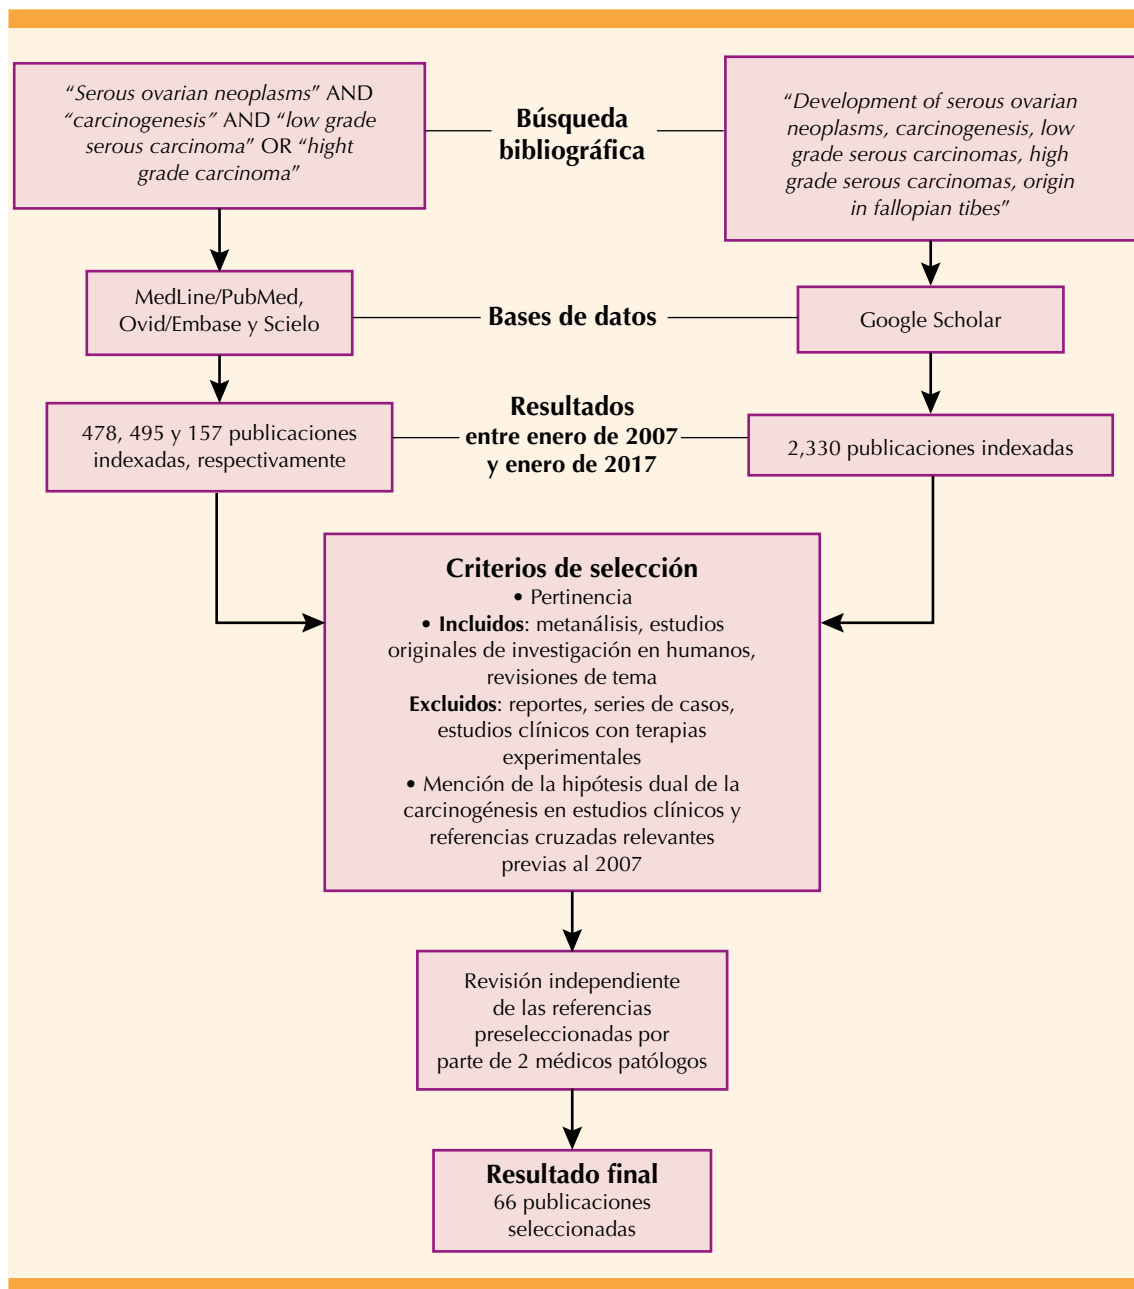 “Serous ovarian neoplasms” AND
“carcinogenesis” AND “low grade
serous carcinoma” OR “hight
grade carcinoma”
Búsqueda
bibliográfica
“Development of serous ovarian
neoplasms, carcinogenesis, low
grade serous carcinomas, high
grade serous carcinomas, origin
in fallopian tibes”
MedLine/PubMed,
Ovid/Embase y Scielo
Bases de datos
Google Scholar
478, 495 y 157 publicaciones
indexadas, respectivamente
Resultados
entre enero de 2007
y enero de 2017
2,330 publicaciones indexadas
Criterios de selección
• Pertinencia
• Incluidos: metanálisis, estudios
originales de investigación en humanos,
revisiones de tema
Excluidos: reportes, series de casos,
estudios clínicos con terapias
experimentales
• Mención de la hipótesis dual de la
carcinogénesis en estudios clínicos y
referencias cruzadas relevantes
previas al 2007
Revisión independiente
de las referencias
preseleccionadas por
parte de 2 médicos patólogos
Resultado final
66 publicaciones
seleccionadas